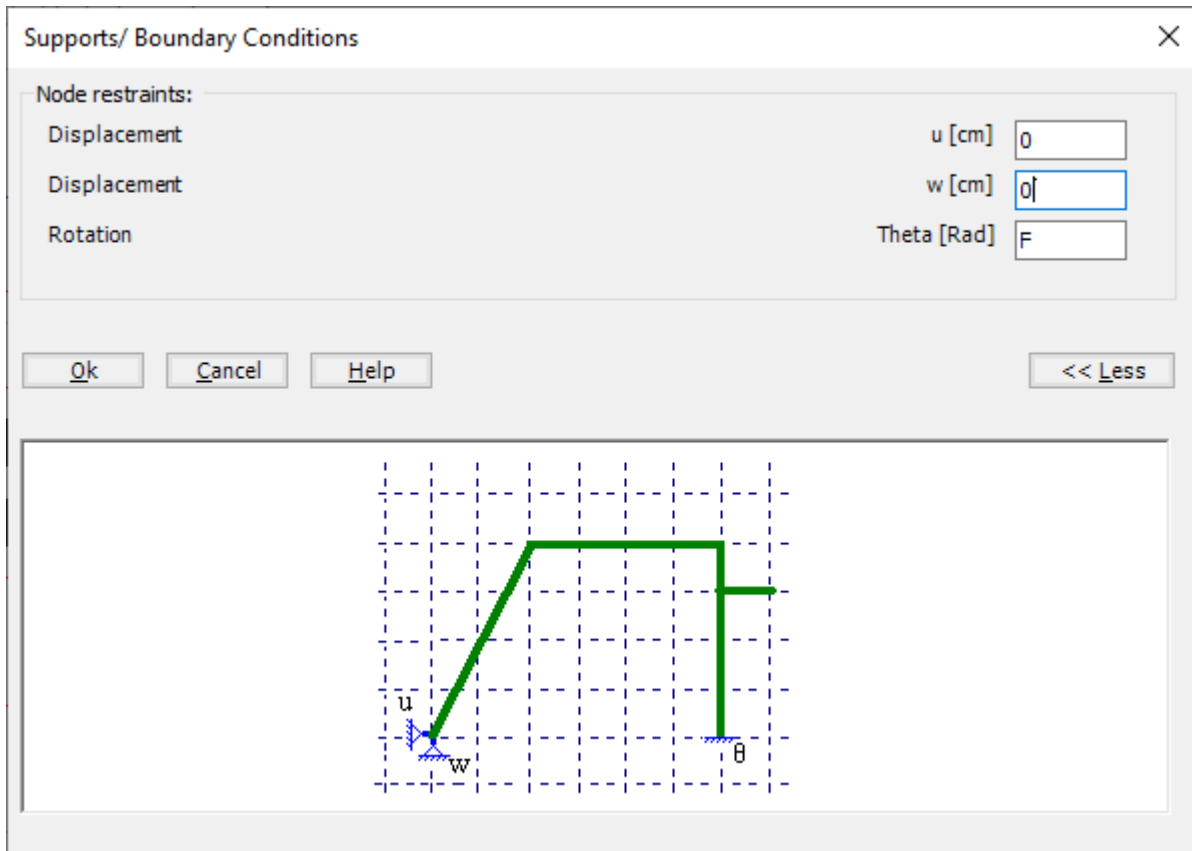 Supports/ Boundary Conditions
Node restraints:
Displacement u [cm] 0
Displacement w [cm] 0
Rotation Theta [Rad] F
Ok Cancel Help << Less
u
w
θ